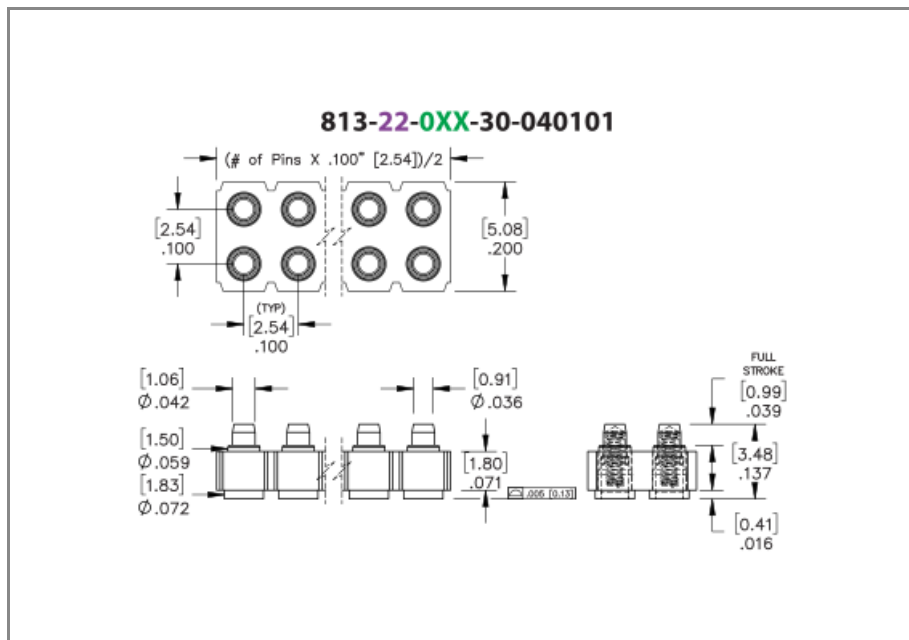 813-22-0XX-30-040101
(# of Pins X .100" [2.54])/2
[2.54]
.100
[5.08]
.200
(TYP)
[2.54]
.100
[1.06]
Ø.042
[0.91]
Ø.036
FULL
STROKE
[0.99]
.039
[1.50]
Ø.059
[1.80]
.071
[3.48]
.137
[1.83]
Ø.072
.005 [0.13]
[0.41]
.016